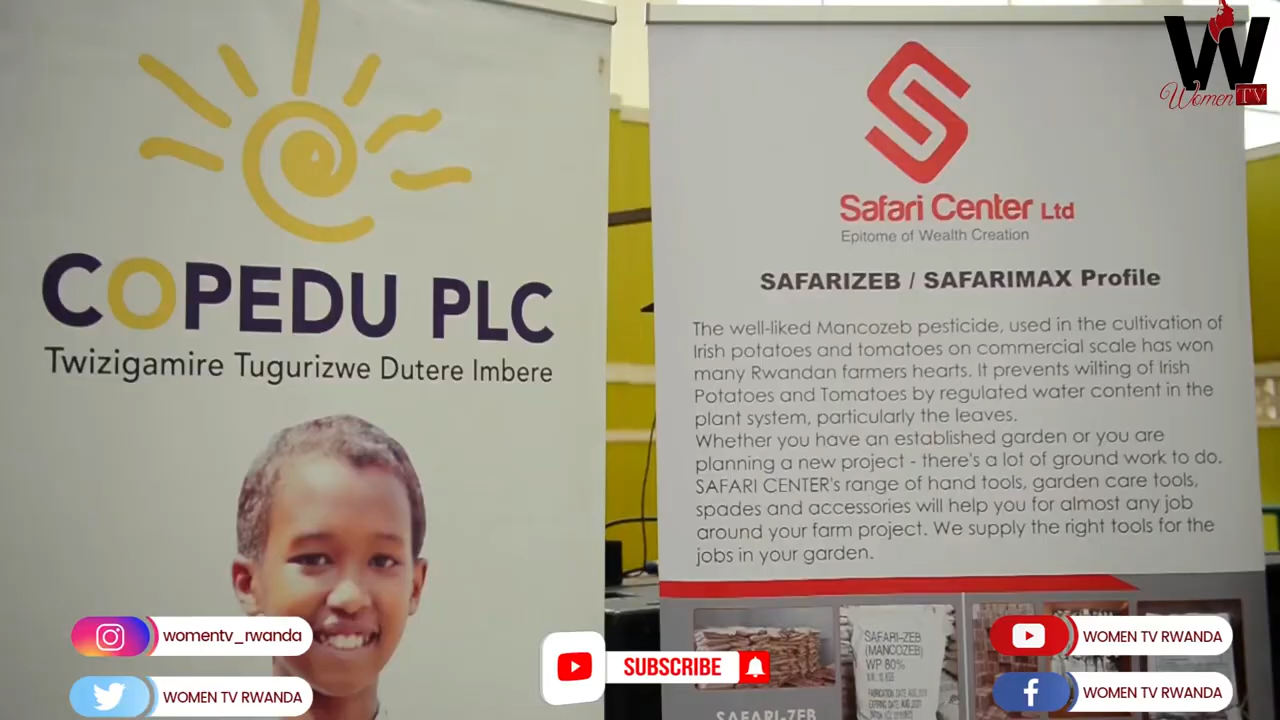 COPEDU PLC
Twizigamire Tugurizwe Dutere Imbere
Safari Center Ltd
Epitome of Wealth Creation
SAFARIZEB / SAFARIMAX Profile
The well-liked Mancozeb pesticide, used in the cultivation of
Irish potatoes and tomatoes on commercial scale has won
many Rwandan farmers hearts. It prevents wilting of Irish
Potatoes and Tomatoes by regulated water content in the
plant system, particularly the leaves.
Whether you have an established garden or you are
planning a new project - there's a lot of ground work to do.
SAFARI CENTER's range of hand tools, garden care tools,
spades and accessories will help you for almost any job
around your farm project. We supply the right tools for the
jobs in your garden.
SAFARI-ZEB
(MANCOZEB)
WP 80%
SAFARI-ZEB
W
Women TV
womentv_rwanda
WOMEN TV RWANDA
SUBSCRIBE
WOMEN TV RWANDA
WOMEN TV RWANDA